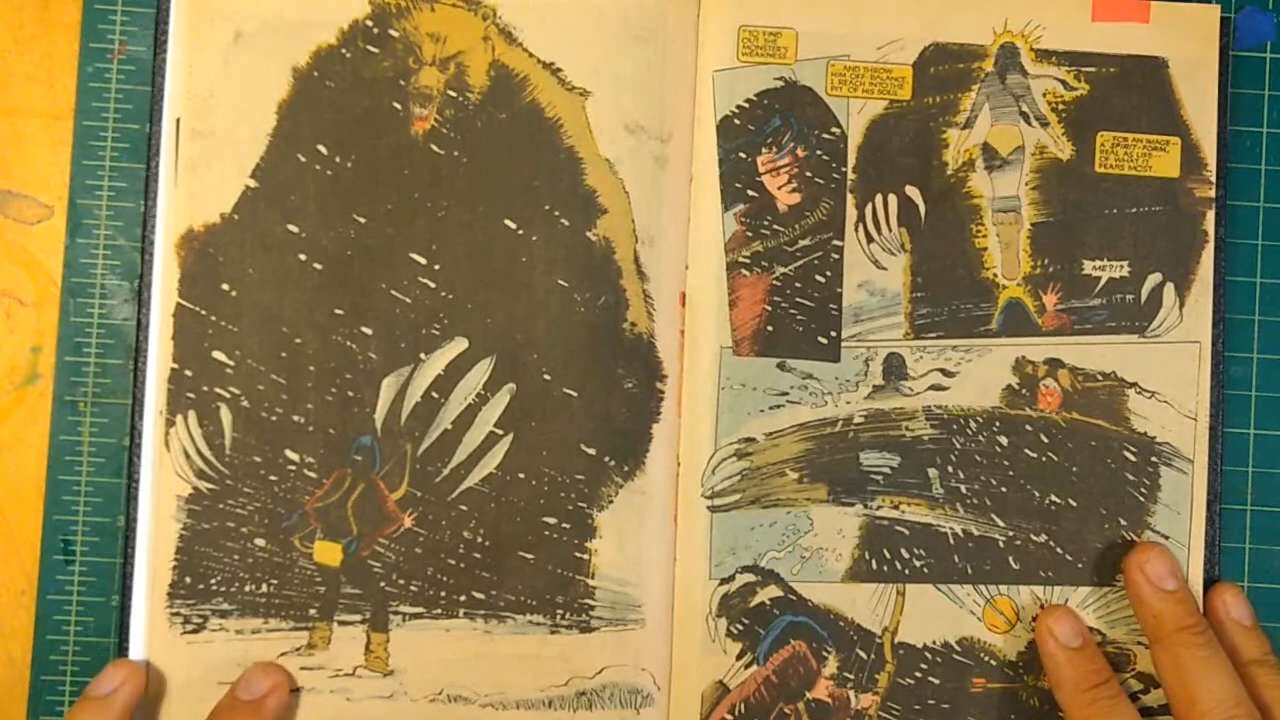 "TO FIND
OUT THE
MONSTER'S
WEAKNESS...
"...AND THROW
HIM OFF-BALANCE,
I REACH INTO THE
PIT OF HIS SOUL...
"...FOR AN IMAGE--
A SPIRIT-FORM,
REAL AS LIFE--
OF WHAT IT
FEARS MOST...
ME?!?